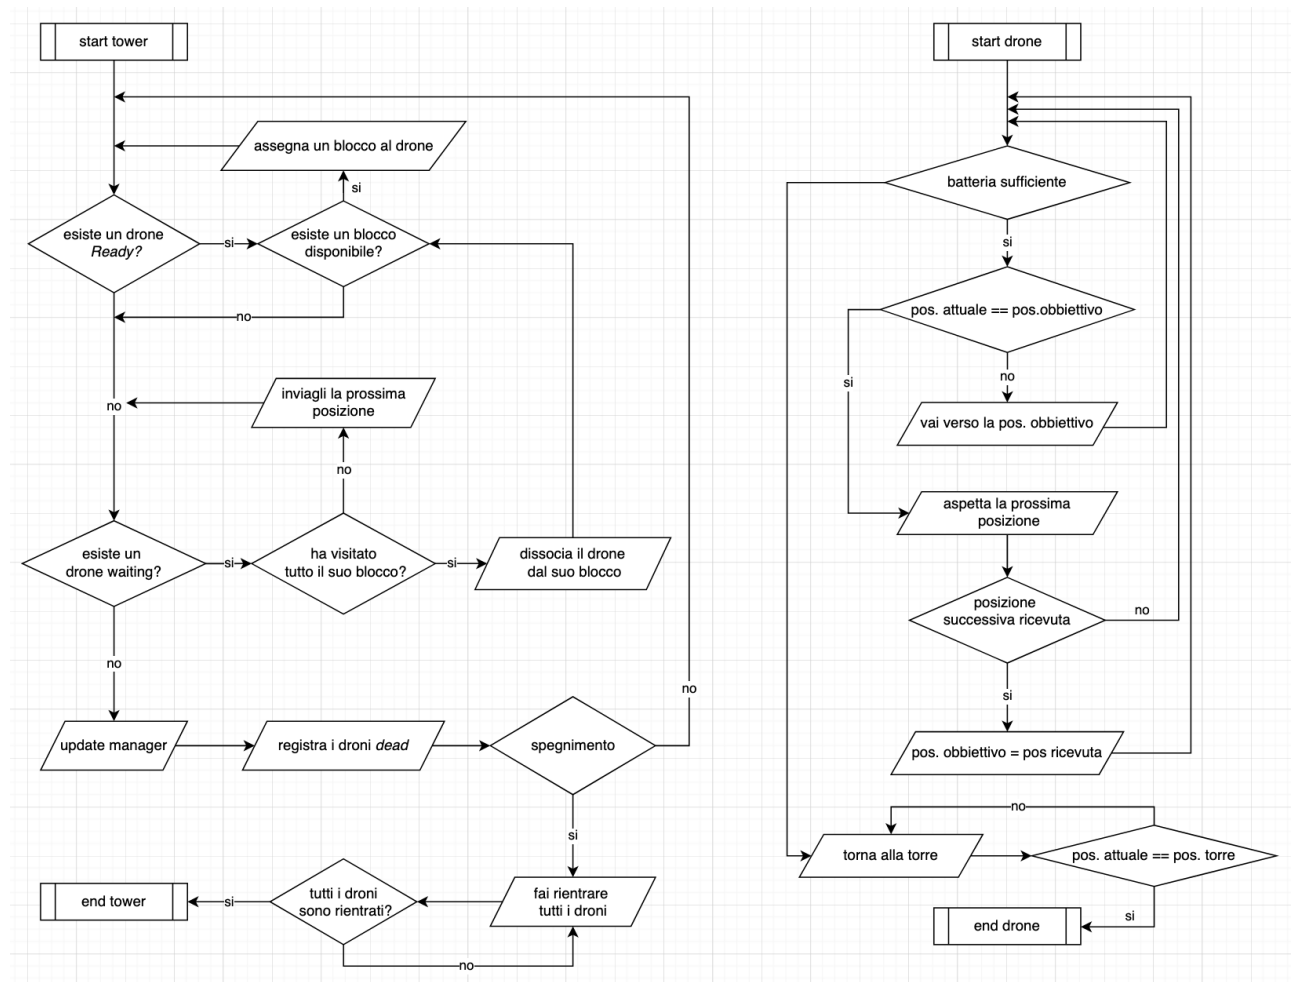 start tower
assegna un blocco al drone
si
esiste un drone
Ready?
si
esiste un blocco
disponibile?
no
inviagli la prossima
posizione
no
no
esiste un
drone waiting?
si
ha visitato
tutto il suo blocco?
si
dissocia il drone
dal suo blocco
no
no
update manager
registra i droni dead
spegnimento
si
end tower
si
tutti i droni
sono rientrati?
fai rientrare
tutti i droni
no
start drone
batteria sufficiente
si
pos. attuale == pos.obbiettivo
si
no
vai verso la pos. obbiettivo
aspetta la prossima
posizione
posizione
successiva ricevuta
no
si
pos. obbiettivo = pos ricevuta
no
torna alla torre
pos. attuale == pos. torre
si
end drone